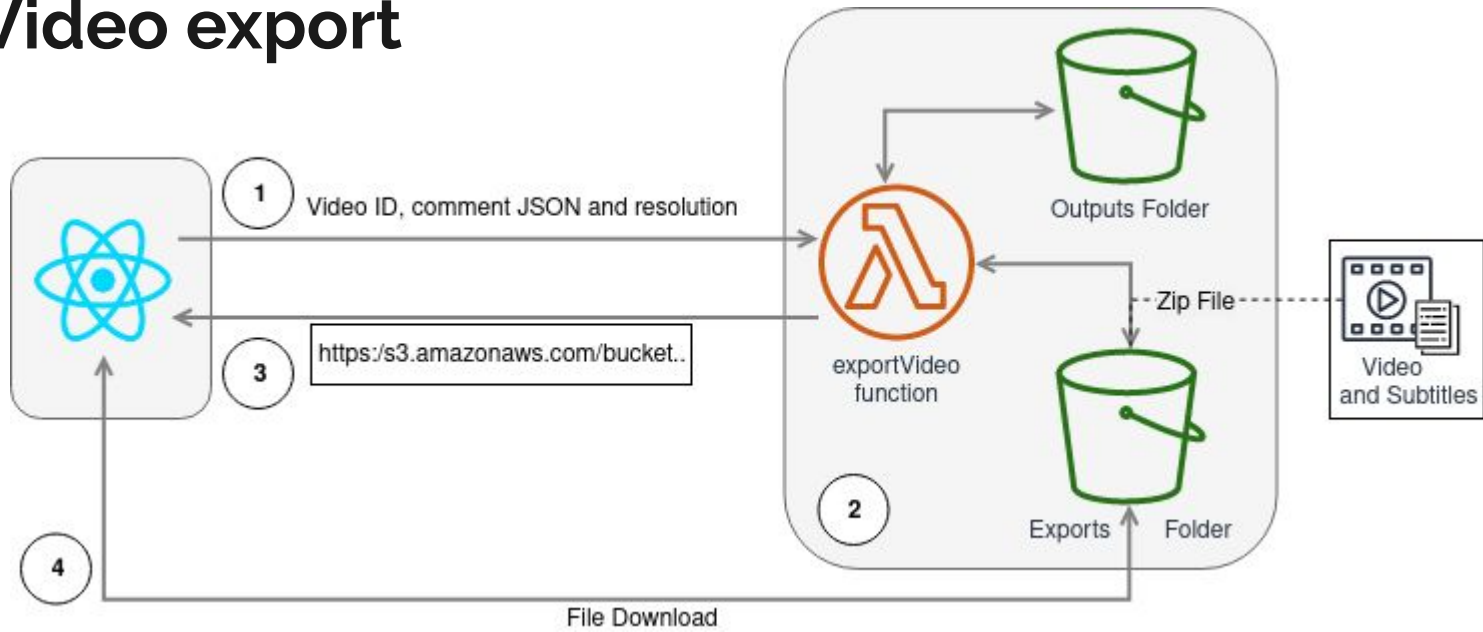 Video export
1
Video ID, comment JSON and resolution
Outputs Folder
Zip File
https:/s3.amazonaws.com/bucket..
3
exportVideo
function
Video
and Subtitles
2
Exports Folder
4
File Download